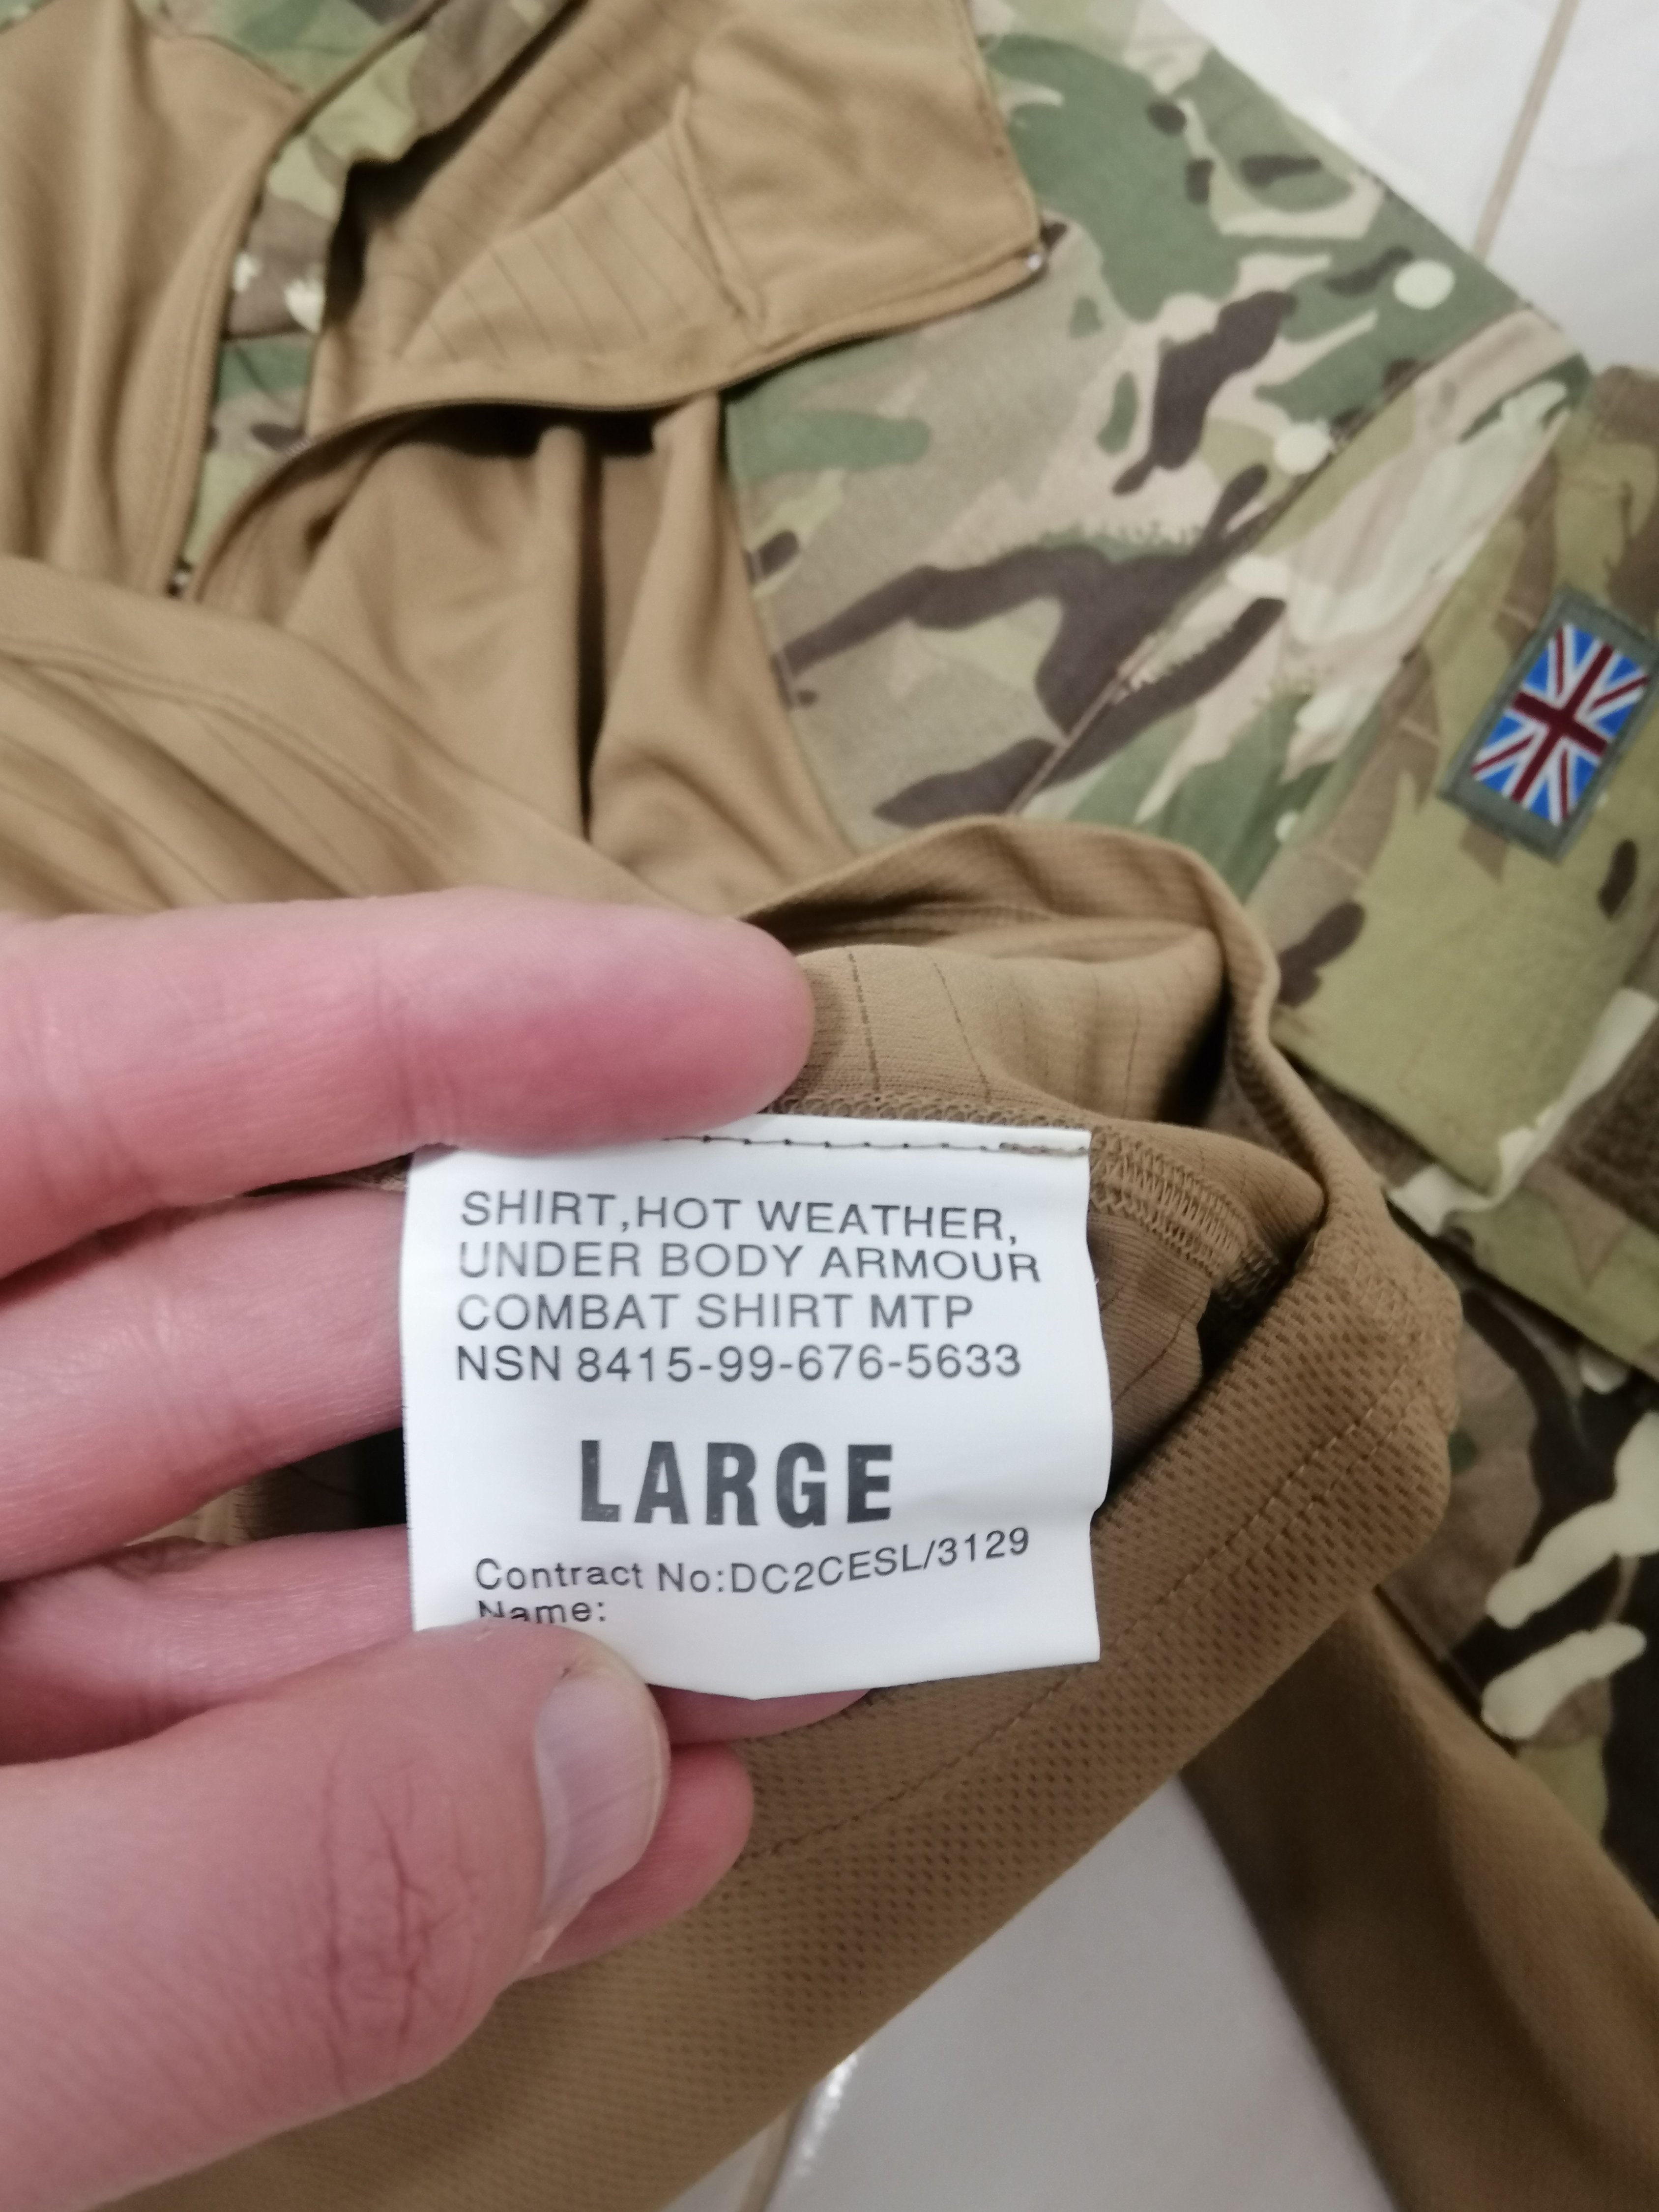 SHIRT,HOT WEATHER,
UNDER BODY ARMOUR
COMBAT SHIRT MTP
NSN 8415-99-676-5633
LARGE
Contract No:DC2CESL/3129
Name: